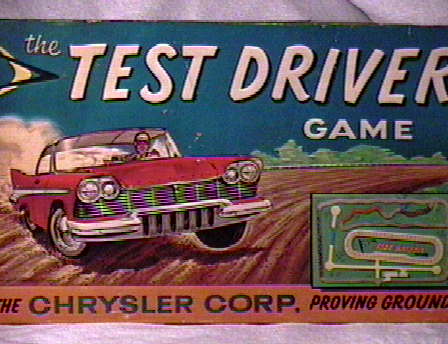 the
TEST DRIVER
GAME
THE CHRYSLER CORP. PROVING GROUND